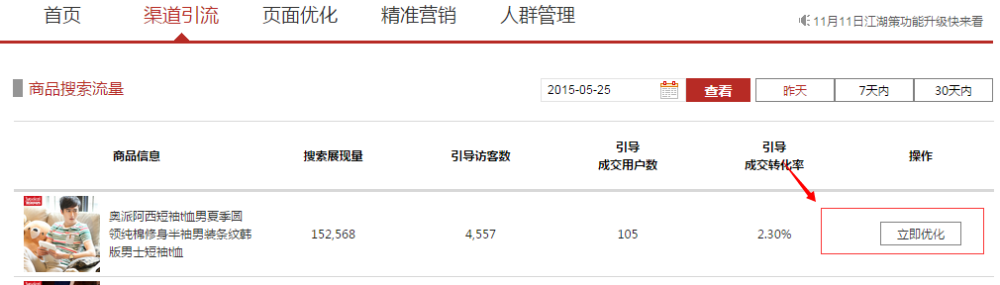 首页 渠道引流 页面优化 精准营销 人群管理
11月11日江湖策功能升级快来看
商品搜索流量
2015-05-25 查看 昨天 7天内 30天内
商品信息 搜索展现量 引导访客数 引导 引导 操作
成交用户数 成交转化率
奥派阿西短袖t恤男夏季圆
领纯棉修身半袖男装条纹韩
版男士短袖t恤
152,568 4,557 105 2.30% 立即优化